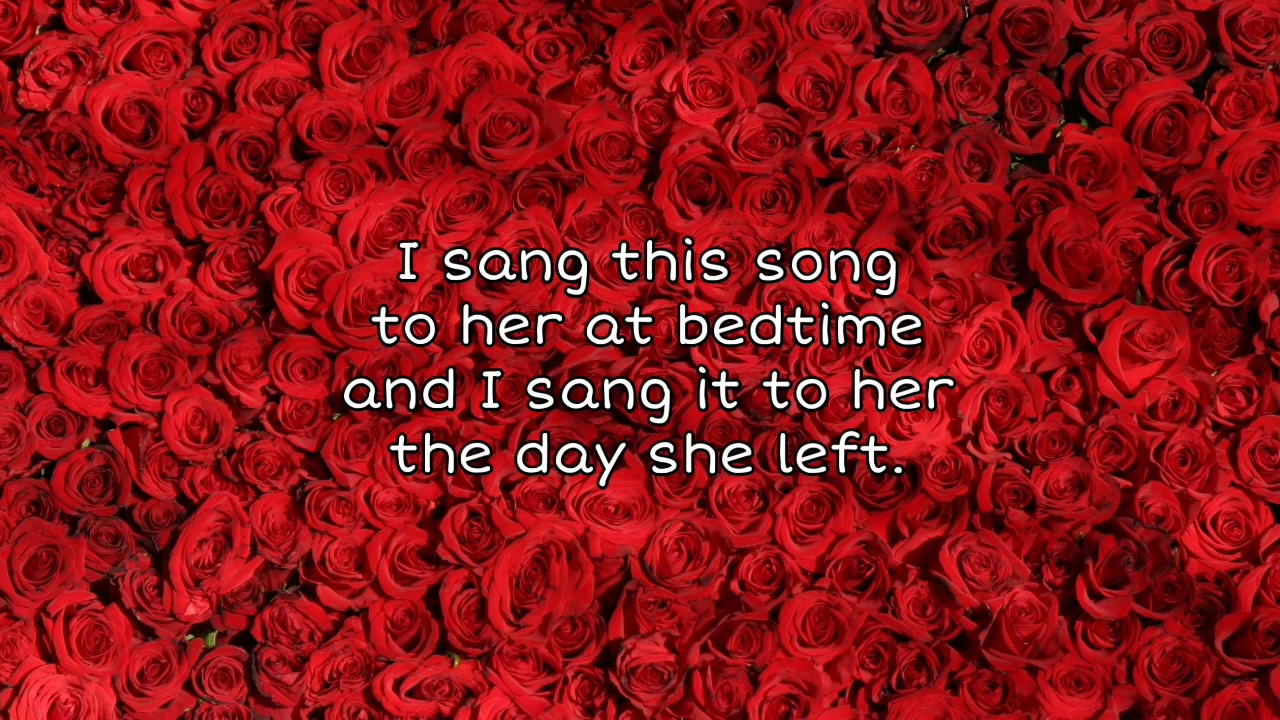 I sang this song
to her at bedtime
and I sang it to her
the day she left.